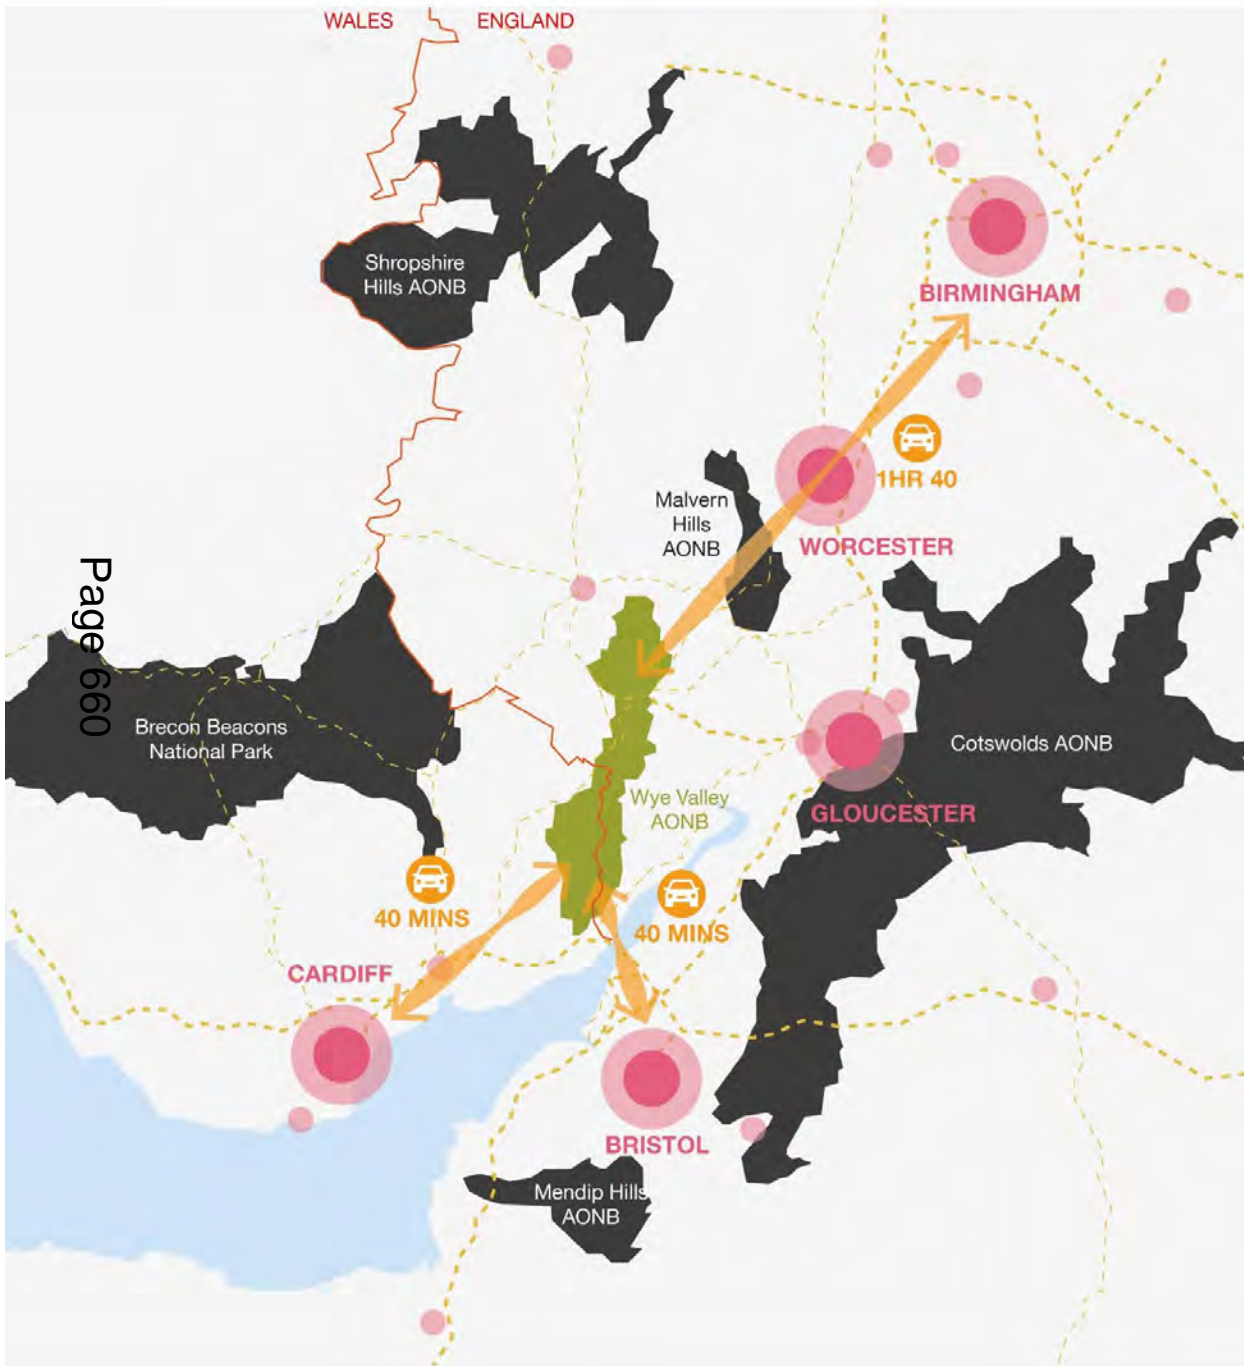 WALES
ENGLAND
Shropshire
Hills AONB
BIRMINGHAM
1HR 40
Malvern
Hills
AONB
WORCESTER
Page 660
Brecon Beacons
National Park
Cotswolds AONB
Wye Valley
AONB
GLOUCESTER
40 MINS
40 MINS
CARDIFF
BRISTOL
Mendip Hills
AONB